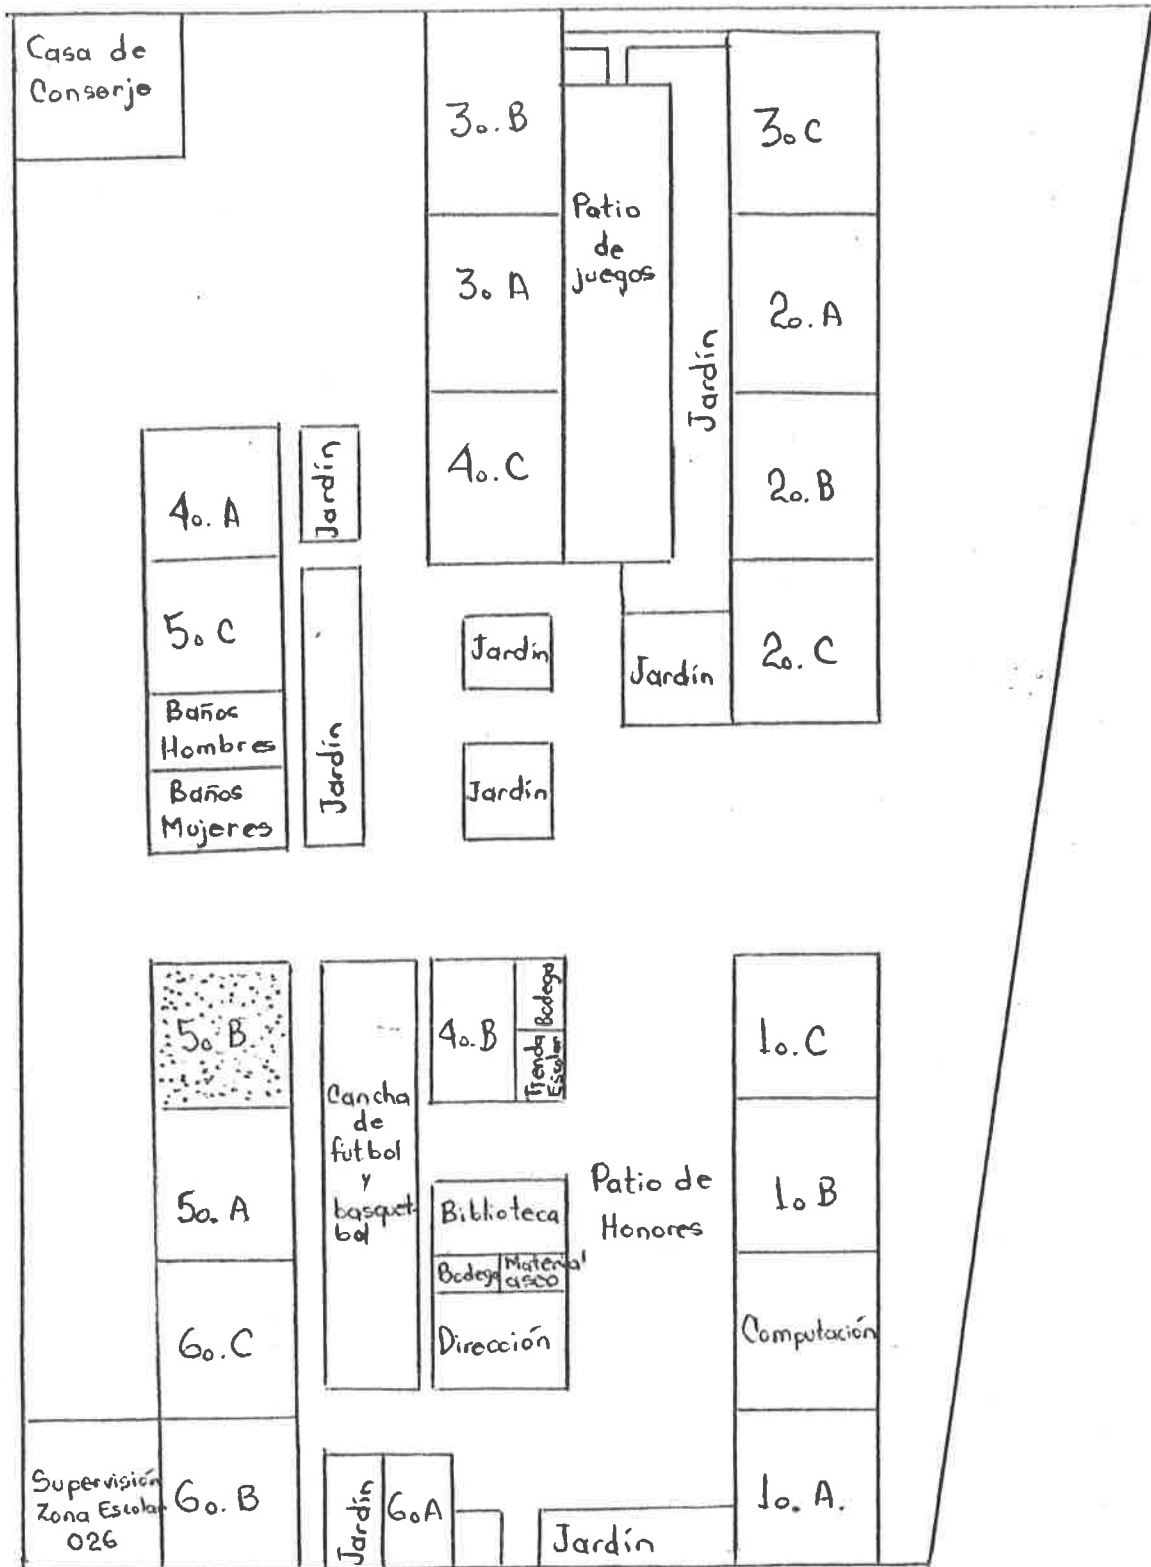 Casa de
Conserje
3o. B
3o. C
Patio
de
juegos
3o. A
2o. A
Jardín
4o. C
2o. B
4o. A
Jardín
5o C
Jardín
Jardín
2o. C
Baños
Hombres
Jardín
Jardín
Baños
Mujeres
5o B
4o. B
Bodega
Tienda
Escolar
1o. C
Cancha
de
futbol
y
basquet-
bol
5o. A
Biblioteca
Patio de
Honores
1o B
Bodega
Material
aseo
6o. C
Dirección
Computación
Supervisión
Zona Escolar
026
6o. B
Jardín
6o A
Jardín
1o. A.